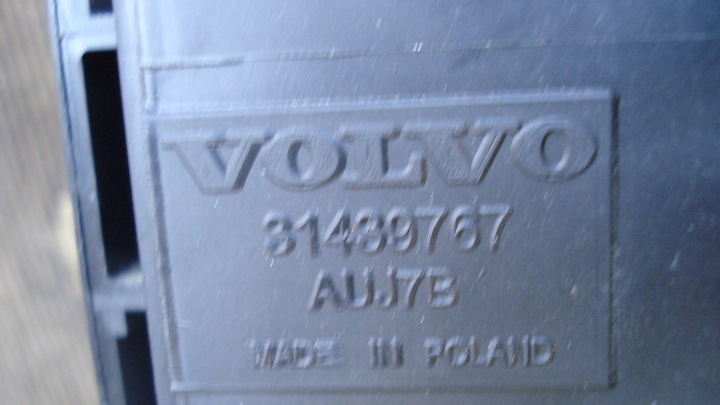 VOLVO
31439767
AUJ7B
MADE IN POLAND